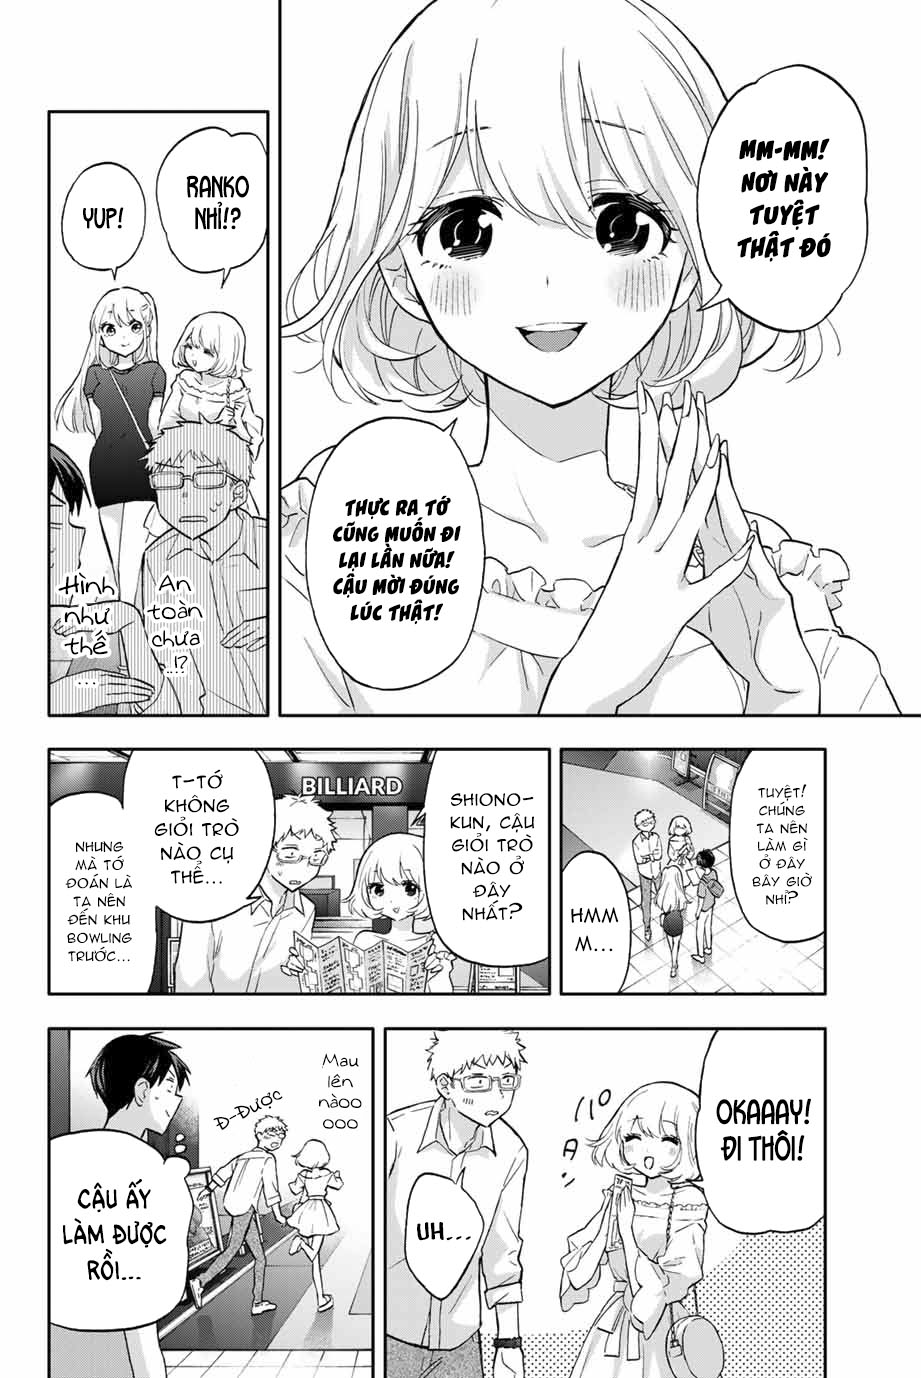 MM-MM!
NƠI NÀY
TUYỆT
THẬT ĐÓ
THỰC RA TỚ
CŨNG MUỐN ĐI
LẠI LẦN NỮA!
CẬU MỜI ĐÚNG
LÚC THẬT!
RANKO
NHỈ!?
YUP!
An
toàn
chưa
...!?
Hình
như
thế
...
TUYỆT!
CHÚNG
TA NÊN
LÀM GÌ
Ở ĐÂY
BÂY GIỜ
NHỈ?
HMM
M...
BILLIARD
SHIONO-
KUN, CẬU
GIỎI TRÒ
NÀO Ở
ĐÂY
NHẤT?
T-TỚ
KHÔNG
GIỎI TRÒ
NÀO CỤ
THỂ...
NHƯNG
MÀ TỚ
ĐOÁN LÀ
TA NÊN
ĐẾN KHU
BOWLING
TRƯỚC...
OKAAAY!
ĐI THÔI!
UH...
Mau
lên
nàooo
ooo
Đ-Được
CẬU ẤY
LÀM ĐƯỢC
RỒI...